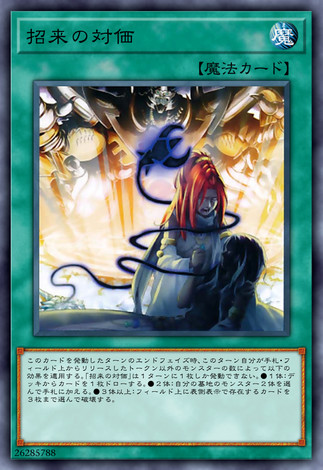 招来の対価
魔
【魔法カード】
このカードを発動したターンのエンドフェイズ時、このターン自分が手札・フィ
ールド上からリリースしたトークン以外のモンスターの数によって以下の
効果を適用する。「招来の対価」は1ターンに1枚しか発動できない。●1体:デ
ッキからカードを1枚ドローする。●2体:自分の墓地のモンスター2体を選
んで手札に加える。●3体以上:フィールド上に表側表示で存在するカードを
3枚まで選んで破壊する。
26285788